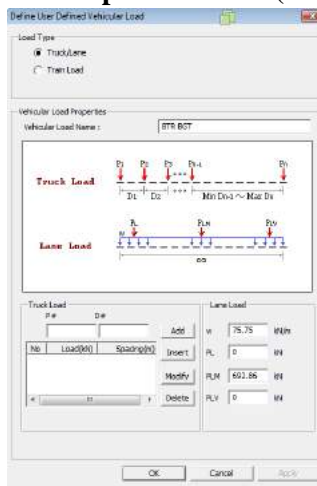 Define User Defined Vehicular Load
Load Type
Truck/Lane
Train Load
Vehicular Load Properties
Vehicular Load Name :
BTR BGT
P1 P2 P3 Pn-1 Pn
Truck Load
D1 D2 Min Dn-1 ~ Max Dn
PL PLM PLV
W
Lane Load
∞
Truck Load
P# D#
Add
No Load(kN) Spacing(m)
Insert
Modify
Delete
Lane Load
w 75.75 kN/m
PL 0 kN
PLM 692.86 kN
PLV 0 kN
OK Cancel Apply